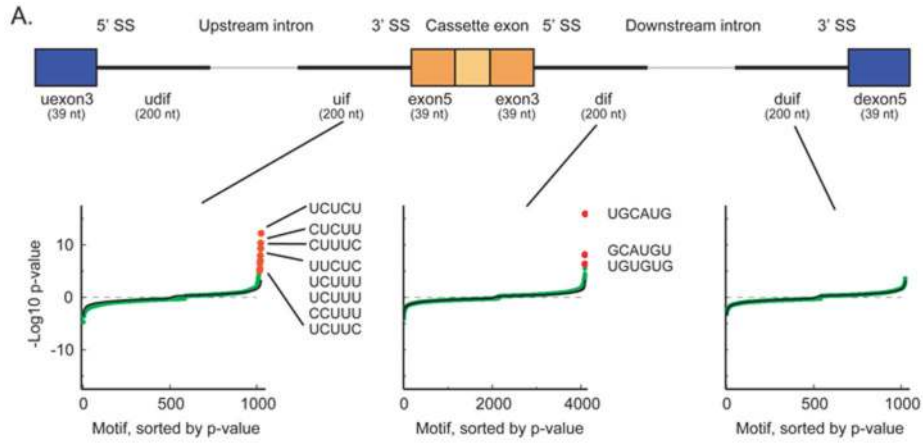 A.
5' SS Upstream intron 3' SS Cassette exon 5' SS Downstream intron 3' SS
uexon3 udif uif exon5 exon3 dif duif dexon5
(39 nt) (200 nt) (200 nt) (39 nt) (39 nt) (200 nt) (200 nt) (39 nt)
-Log10 p-value
10
0
-10
UCUCU
CUCUU
CUUUC
UUCUC
UCUUU
UCUUU
CCUUU
UCUUC
0 500 1000
Motif, sorted by p-value
UGCAUG
GCAUGU
UGUGUG
0 2000 4000
Motif, sorted by p-value
0 500 1000
Motif, sorted by p-value